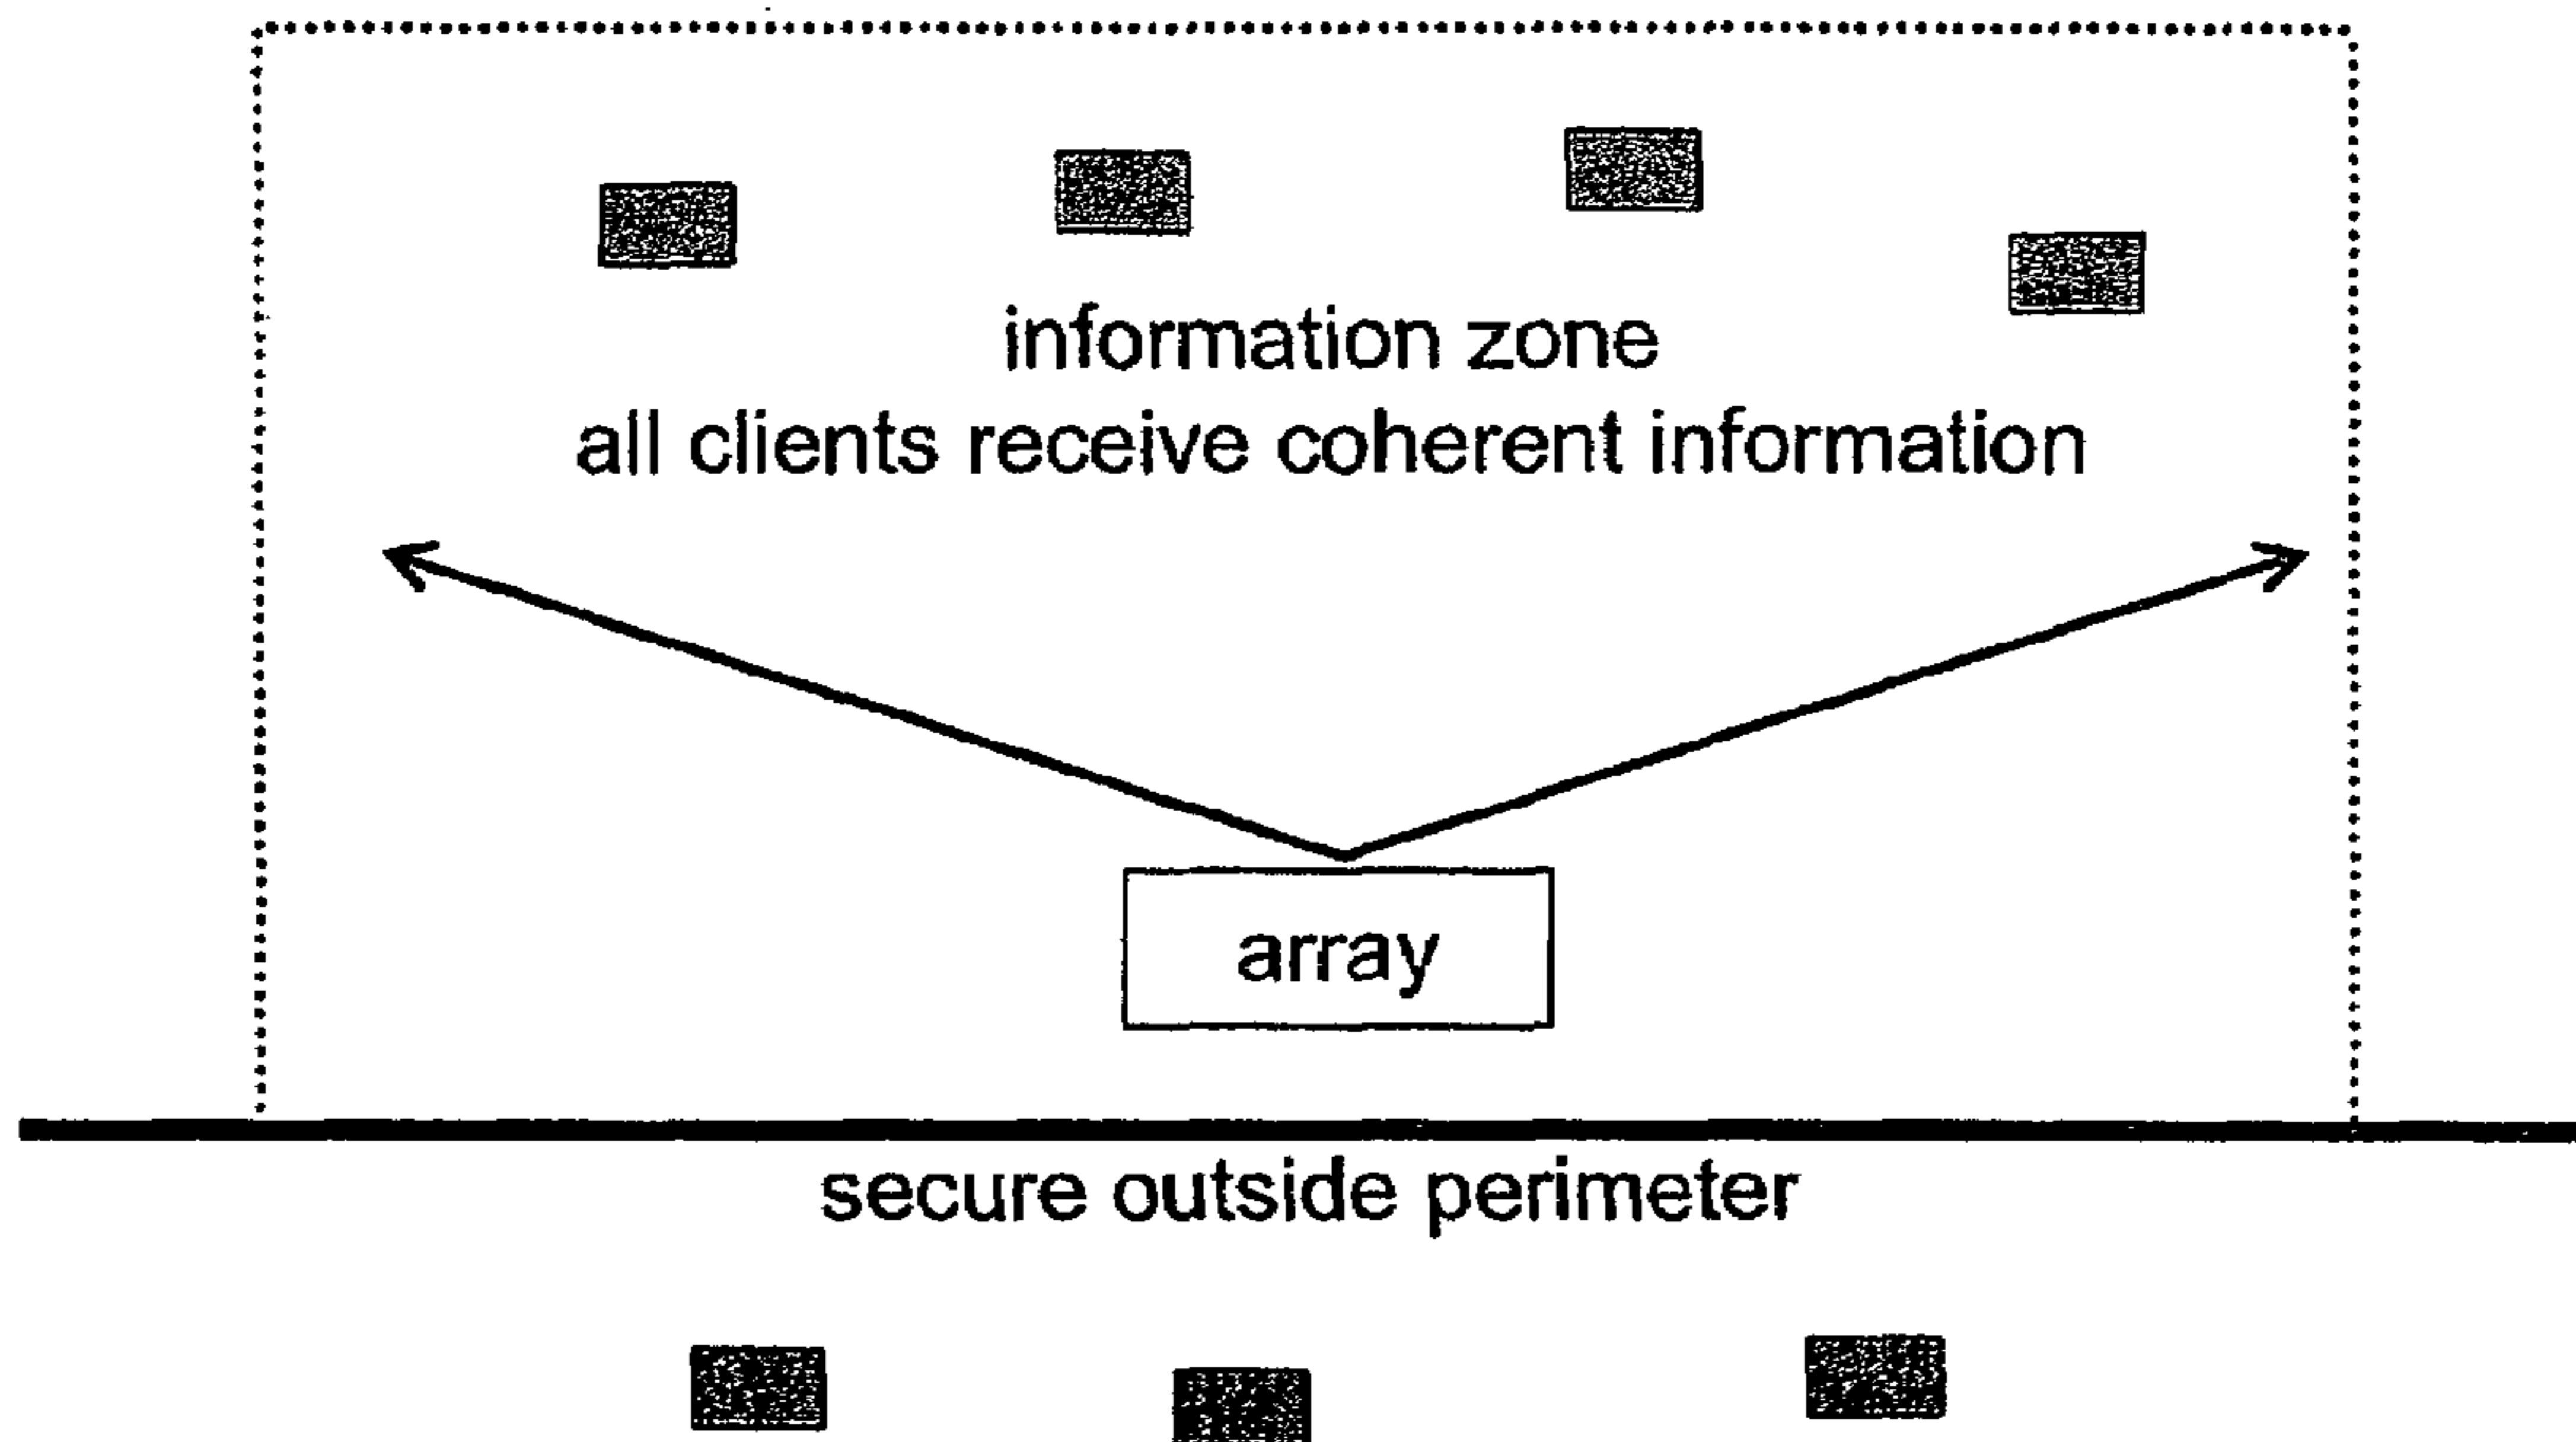 information zone
all clients receive coherent information
array
secure outside perimeter